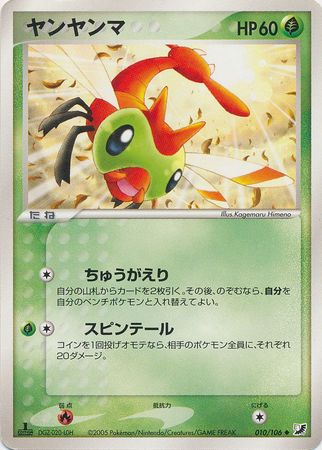 ヤンヤンマ
HP60
Illus.Kagemaru Himeno
たね
ちゅうがえり
自分の山札からカードを2枚引く。その後、のぞむなら、自分を
自分のベンチポケモンと入れ替えてよい。
スピンテール
コインを1回投げオモテなら、相手のポケモン全員に、それぞれ
20ダメージ。
弱点
抵抗力
にげる
1
EDITION
©2005 Pokémon/Nintendo/Creatures/GAME FREAK
010/106